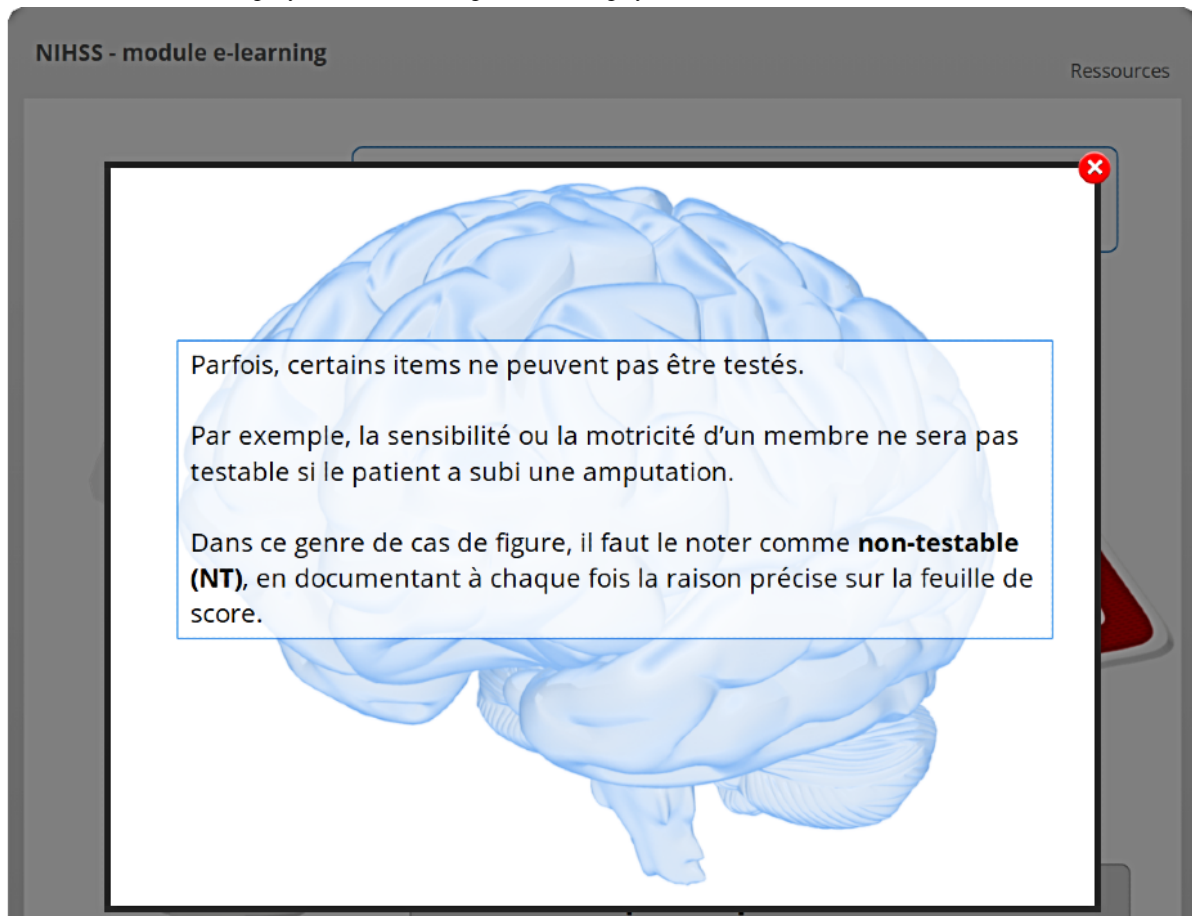 NIHSS - module e-learning
Ressources
Parfois, certains items ne peuvent pas être testés.
Par exemple, la sensibilité ou la motricité d’un membre ne sera pas
testable si le patient a subi une amputation.
Dans ce genre de cas de figure, il faut le noter comme non-testable
(NT), en documentant à chaque fois la raison précise sur la feuille de
score.